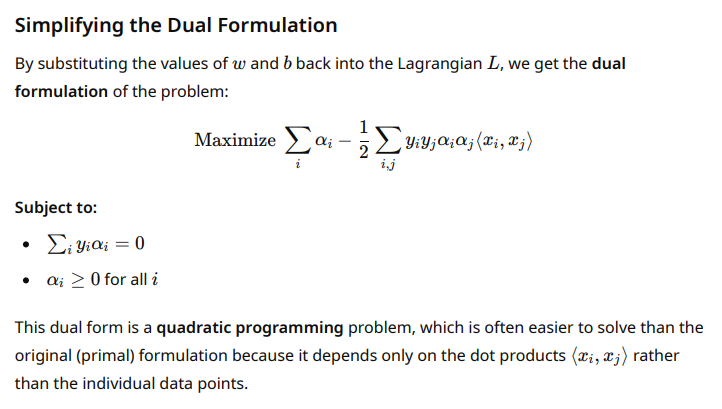 Simplifying the Dual Formulation
By substituting the values of w and b back into the Lagrangian L, we get the dual
formulation of the problem:
Maximize ∑_i α_i − 1/2 ∑_{i,j} y_i y_j α_i α_j ⟨x_i, x_j⟩
Subject to:
• ∑_i y_i α_i = 0
• α_i ≥ 0 for all i
This dual form is a quadratic programming problem, which is often easier to solve than the
original (primal) formulation because it depends only on the dot products ⟨x_i, x_j⟩ rather
than the individual data points.